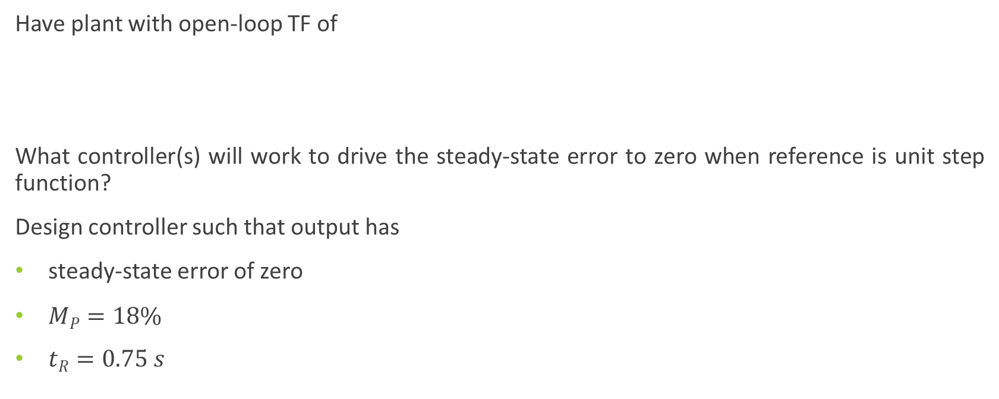 Have plant with open-loop TF of
What controller(s) will work to drive the steady-state error to zero when reference is unit step
function?
Design controller such that output has
• steady-state error of zero
• M_P = 18%
• t_R = 0.75 s